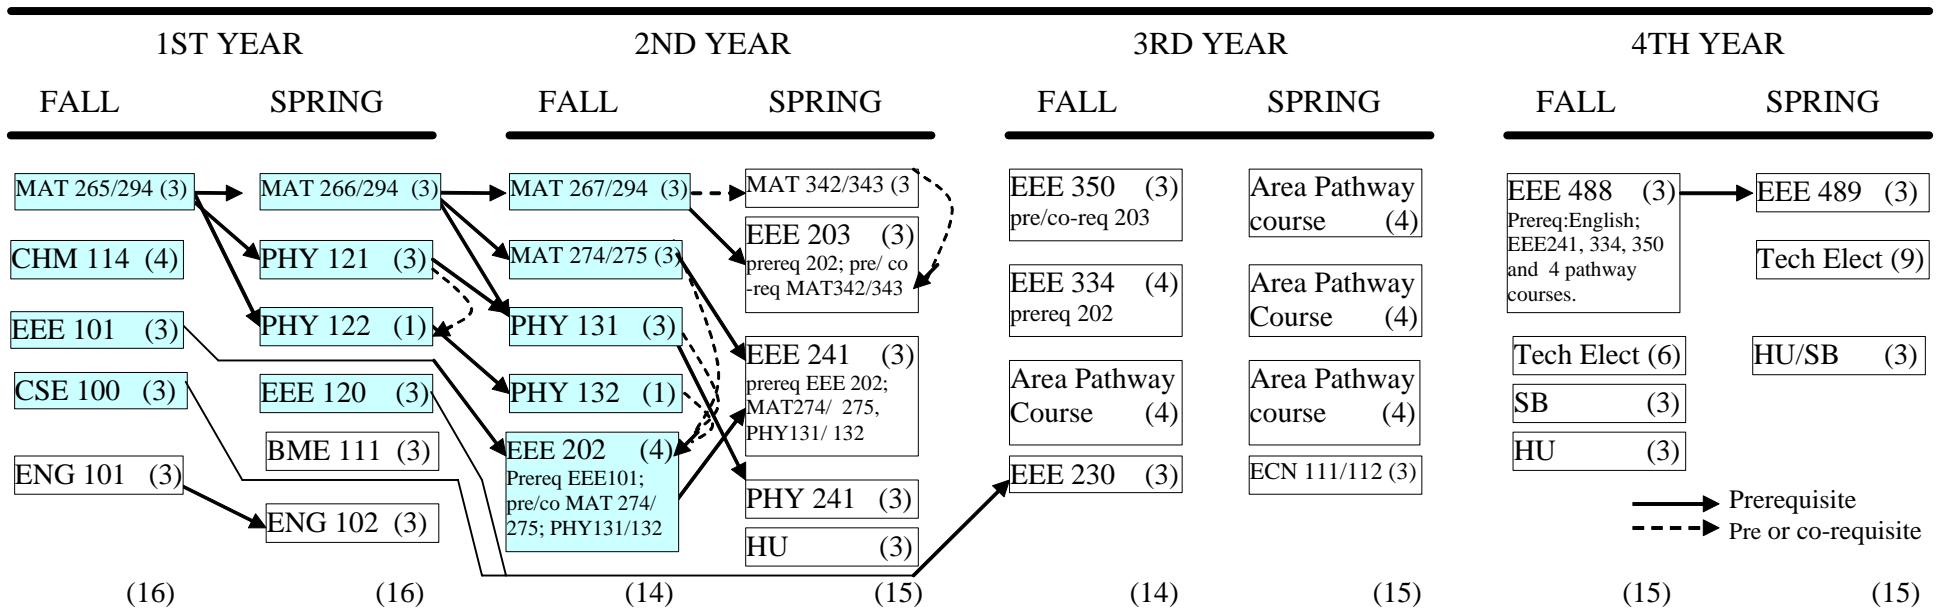 1ST YEAR
2ND YEAR
3RD YEAR
4TH YEAR
FALL
SPRING
FALL
SPRING
FALL
SPRING
FALL
SPRING
MAT 265/294 (3)
CHM 114 (4)
EEE 101 (3)
CSE 100 (3)
ENG 101 (3)
(16)
MAT 266/294 (3)
PHY 121 (3)
PHY 122 (1)
EEE 120 (3)
BME 111 (3)
ENG 102 (3)
(16)
MAT 267/294 (3)
MAT 274/275 (3)
PHY 131 (3)
PHY 132 (1)
EEE 202 (4)
Prereq EEE101;
pre/co MAT 274/
275; PHY131/132
(14)
MAT 342/343 (3
EEE 203 (3)
prereq 202; pre/ co
-req MAT342/343
EEE 241 (3)
prereq EEE 202;
MAT274/ 275,
PHY131/ 132
PHY 241 (3)
HU (3)
(15)
EEE 350 (3)
pre/co-req 203
EEE 334 (4)
prereq 202
Area Pathway
Course (4)
EEE 230 (3)
(14)
Area Pathway
course (4)
Area Pathway
Course (4)
Area Pathway
course (4)
ECN 111/112 (3)
(15)
EEE 488 (3)
Prereq:English;
EEE241, 334, 350
and 4 pathway
courses.
Tech Elect (6)
SB (3)
HU (3)
(15)
EEE 489 (3)
Tech Elect (9)
HU/SB (3)
Prerequisite
Pre or co-requisite
(15)